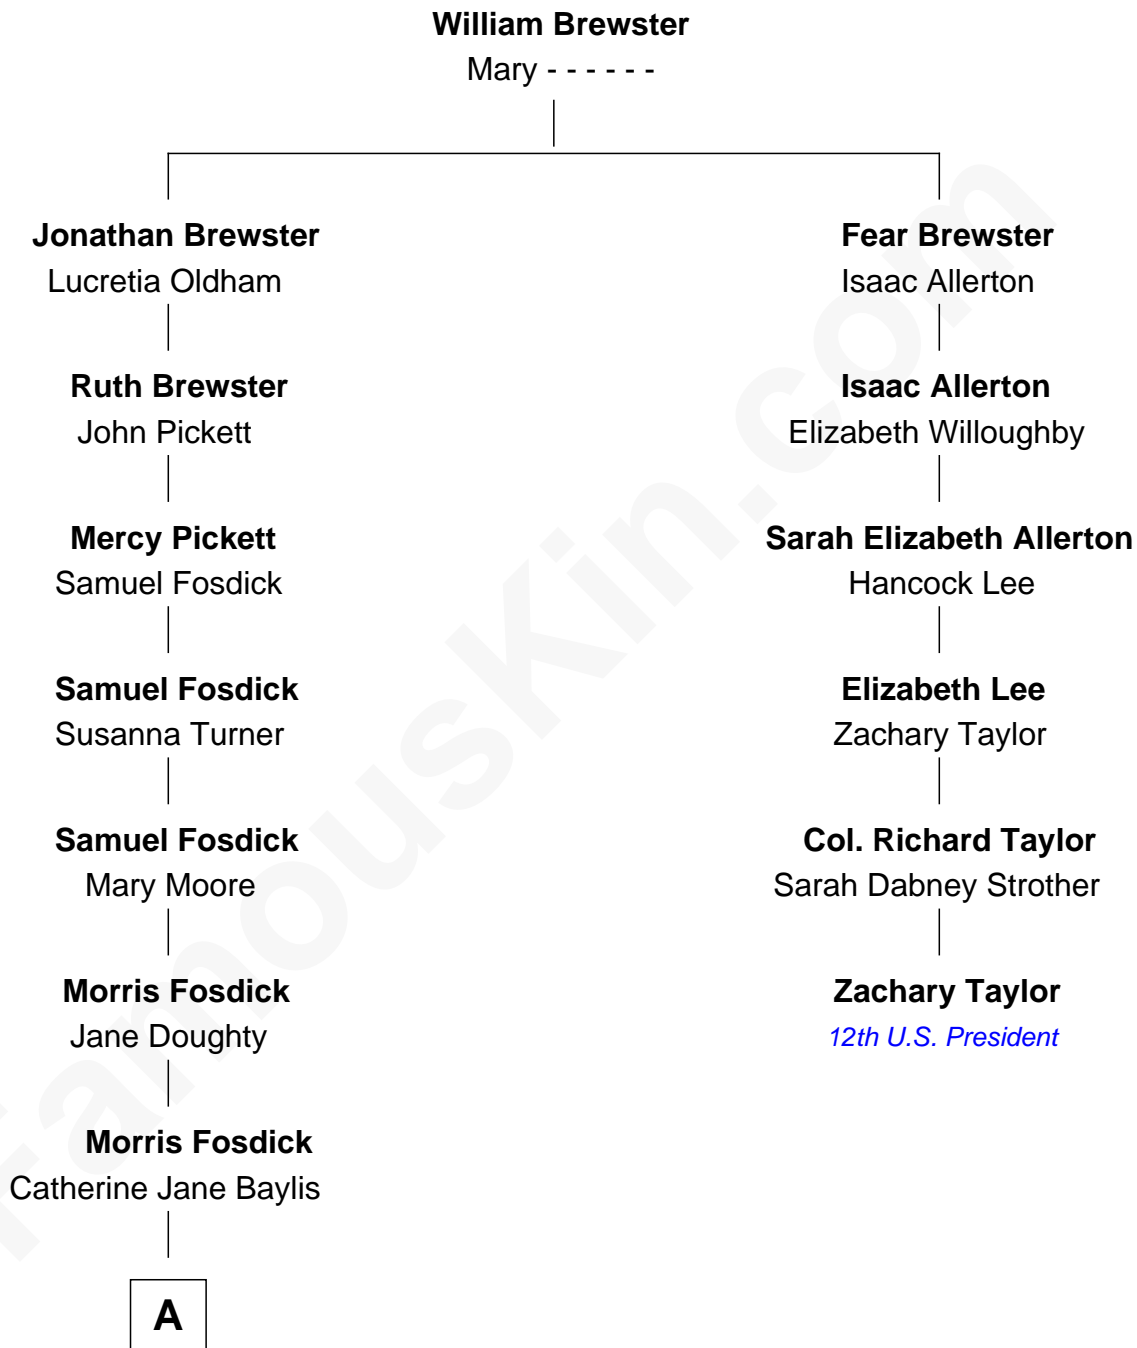 William Brewster
Mary - - - - - -
Jonathan Brewster
Lucretia Oldham
Fear Brewster
Isaac Allerton
Ruth Brewster
John Pickett
Isaac Allerton
Elizabeth Willoughby
Mercy Pickett
Samuel Fosdick
Sarah Elizabeth Allerton
Hancock Lee
Samuel Fosdick
Susanna Turner
Elizabeth Lee
Zachary Taylor
Samuel Fosdick
Mary Moore
Col. Richard Taylor
Sarah Dabney Strother
Morris Fosdick
Jane Doughty
Zachary Taylor
12th U.S. President
Morris Fosdick
Catherine Jane Baylis
A
FamousKin.com